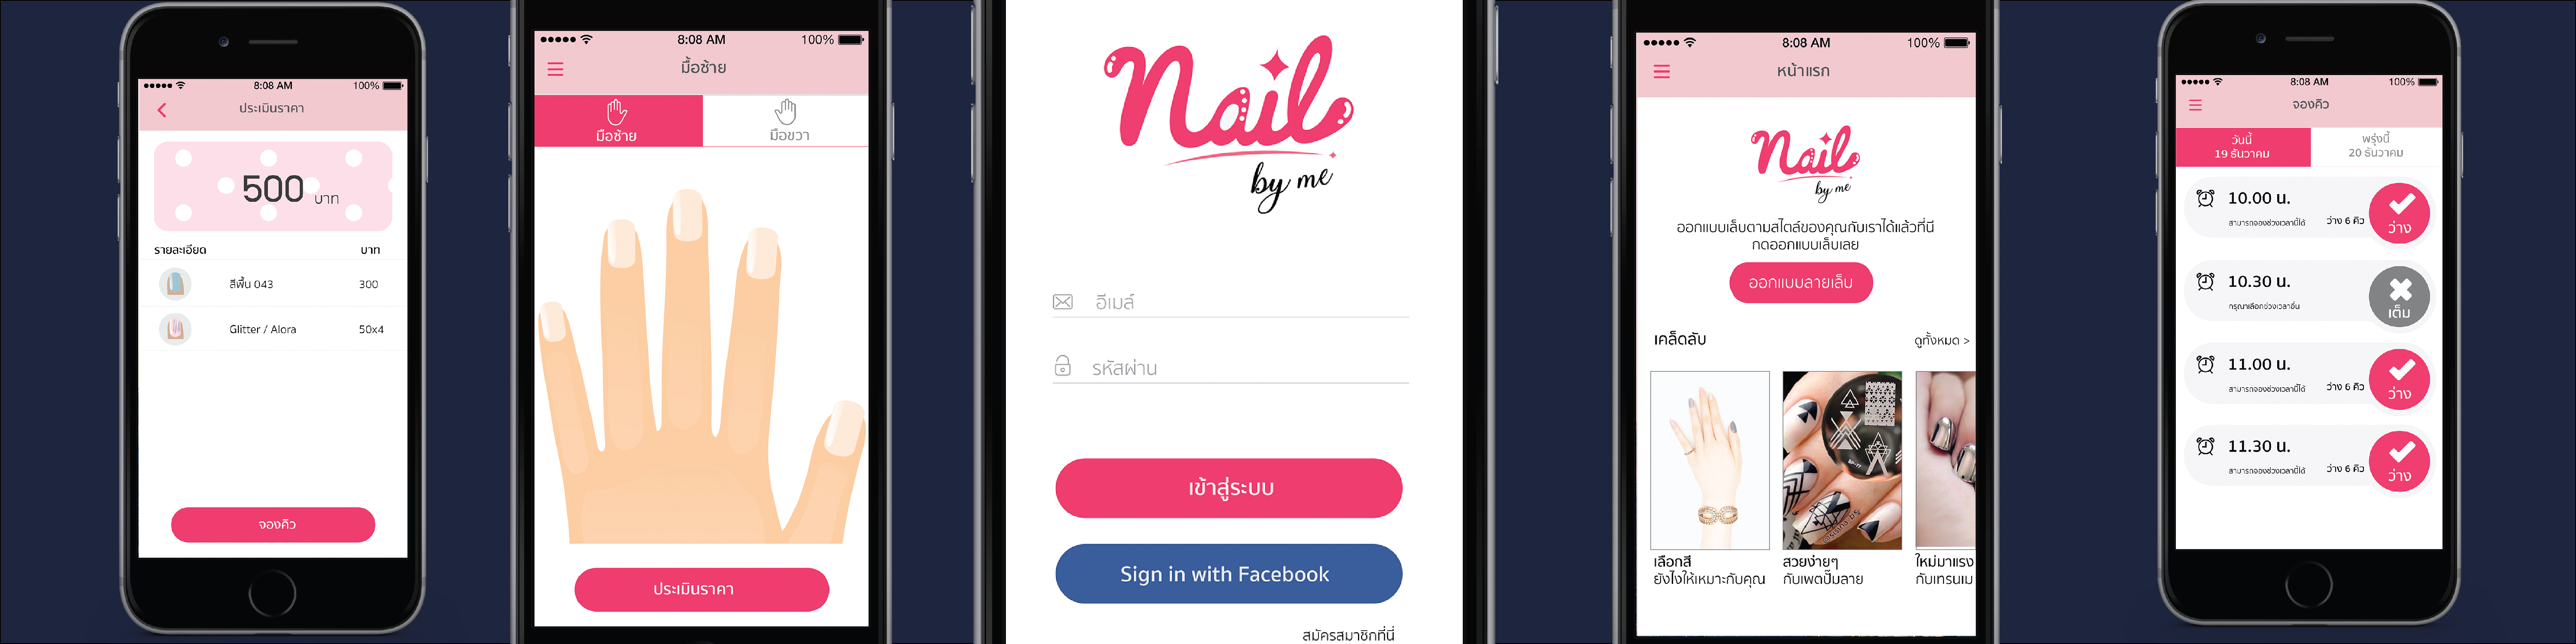 8:08 AM 100%
ประเมินราคา
500 บาท
รายละเอียด บาท
สีพื้น 043 300
Glitter / Alora 50x4
จองคิว
8:08 AM 100%
มื้อซ้าย
มือซ้าย มือขวา
ประเมินราคา
Nail
by me
อีเมล์
รหัสผ่าน
เข้าสู่ระบบ
Sign in with Facebook
สมัครสมาชิกที่นี่
8:08 AM 100%
หน้าแรก
Nail
by me
ออกแบบเล็บตามสไตล์ของคุณกับเราได้แล้วที่นี่
กดออกแบบเล็บเลย
ออกแบบลายเล็บ
เคล็ดลับ ดูทั้งหมด >
เลือกสี
ยังไงให้เหมาะกับคุณ
สวยง่ายๆ
กับเพตปั๊มลาย
ใหม่มาแรง
กับเทรนเม
8:08 AM 100%
จองคิว
วันนี้
19 ธันวาคม
พรุ่งนี้
20 ธันวาคม
10.00 น.
สามารถจองช่วงเวลานี้ได้ ว่าง 6 คิว
ว่าง
10.30 น.
กรุณาเลือกช่วงเวลาอื่น
เต็ม
11.00 น.
สามารถจองช่วงเวลานี้ได้ ว่าง 6 คิว
ว่าง
11.30 น.
สามารถจองช่วงเวลานี้ได้ ว่าง 6 คิว
ว่าง